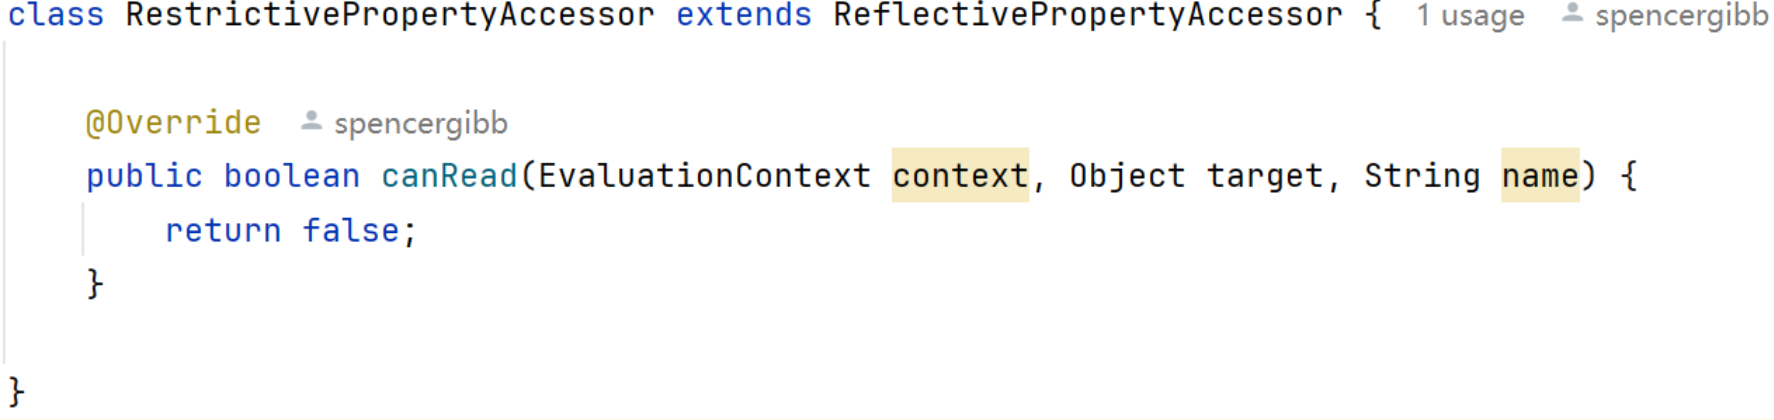 class RestrictivePropertyAccessor extends ReflectivePropertyAccessor { 1 usage spencergibb
@Override spencergibb
public boolean canRead(EvaluationContext context, Object target, String name) {
return false;
}
}